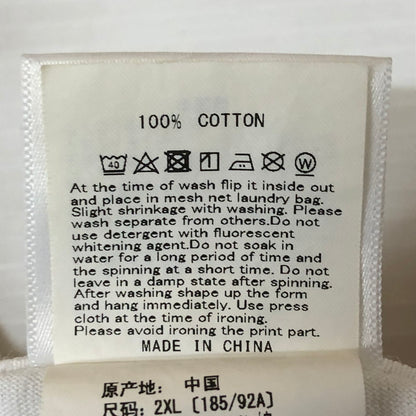 100% COTTON
40
W
At the time of wash flip it inside out
and place in mesh net laundry bag.
Slight shrinkage with washing. Please
wash separate from others.Do not
use detergent with fluorescent
whitening agent.Do not soak in
water for a long period of time and
the spinning at a short time. Do not
leave in a damp state after spinning.
After washing shape up the form
and hang immediately. Use press
cloth at the time of ironing.
Please avoid ironing the print part.
MADE IN CHINA
原产地: 中国
尺码: 2XL [185/92A]